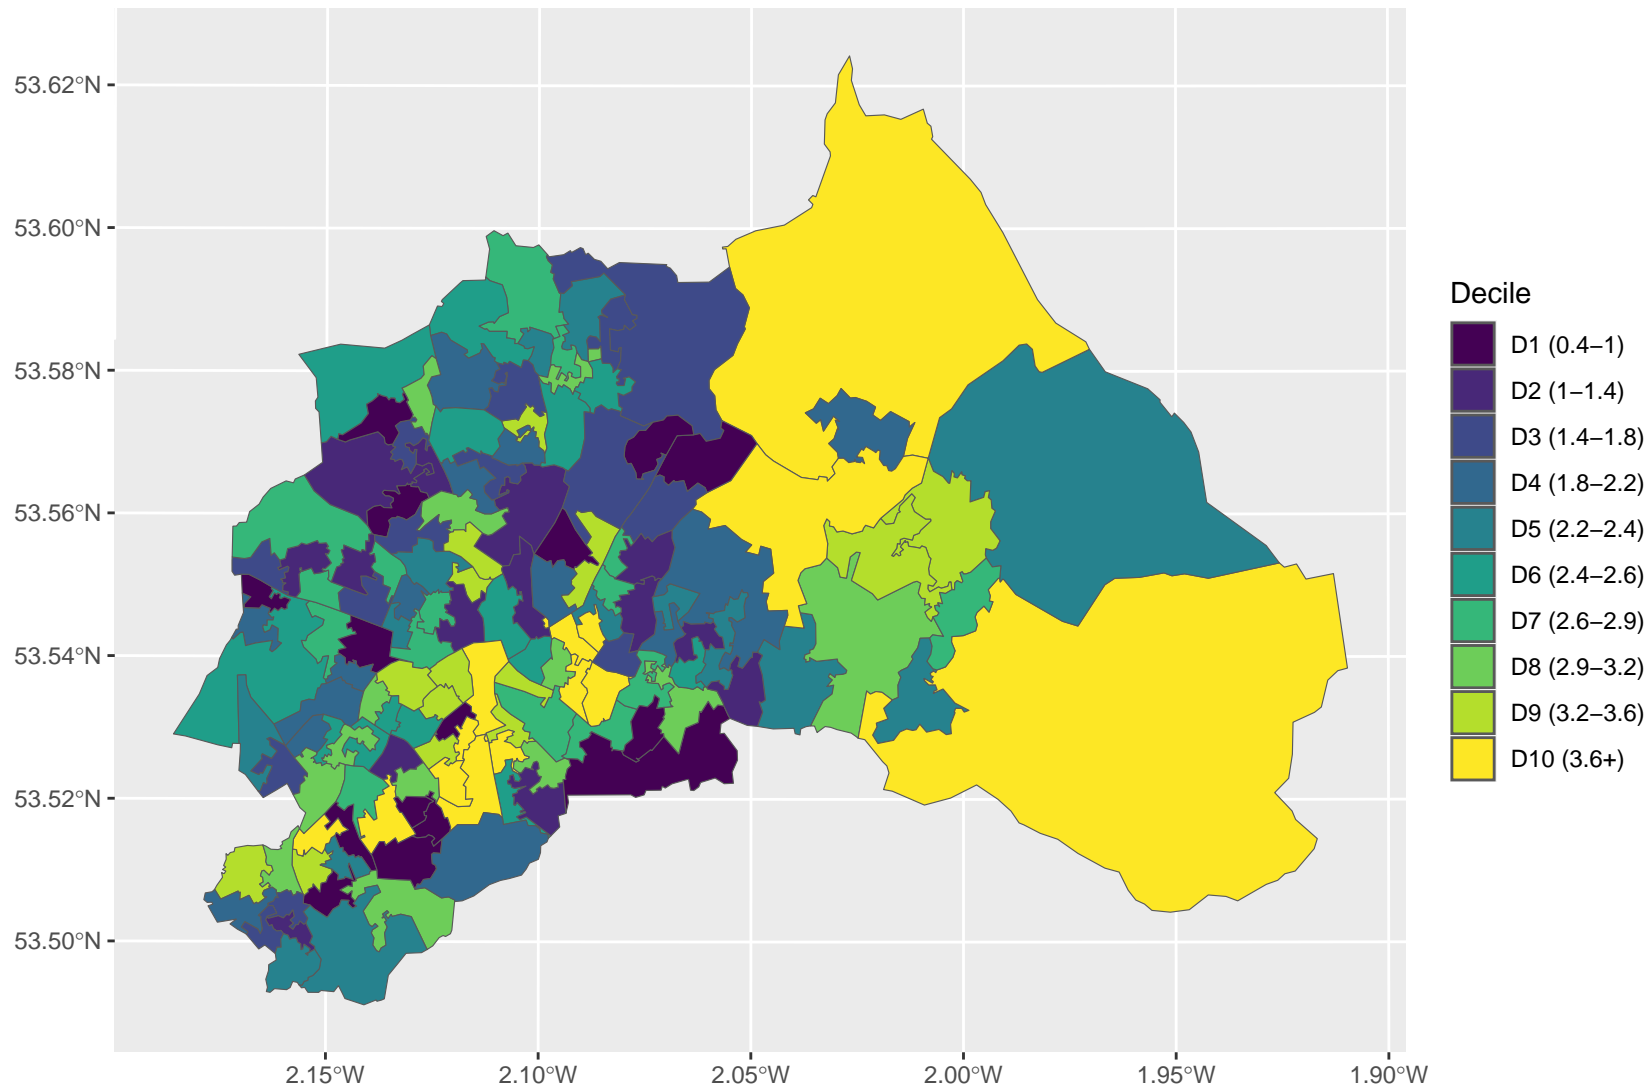 53.62°N
53.60°N
53.58°N
53.56°N
53.54°N
53.52°N
53.50°N
2.15°W
2.10°W
2.05°W
2.00°W
1.95°W
1.90°W
Decile
D1 (0.4–1)
D2 (1–1.4)
D3 (1.4–1.8)
D4 (1.8–2.2)
D5 (2.2–2.4)
D6 (2.4–2.6)
D7 (2.6–2.9)
D8 (2.9–3.2)
D9 (3.2–3.6)
D10 (3.6+)